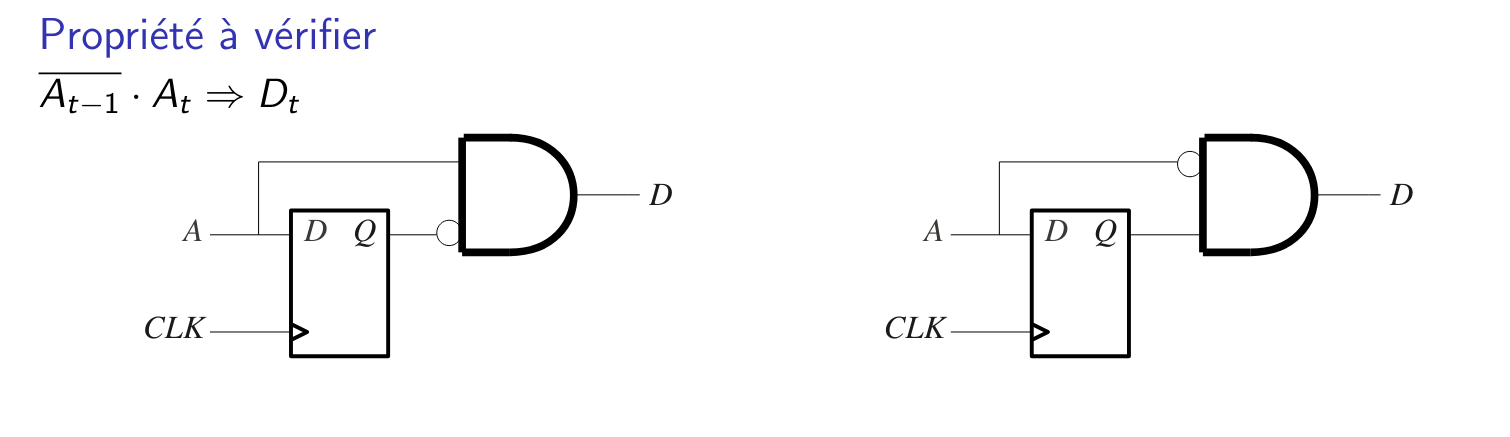 Propriété à vérifier
$\overline{A_{t-1}} \cdot A_t \Rightarrow D_t$
D
A
D Q
CLK
D
A
D Q
CLK